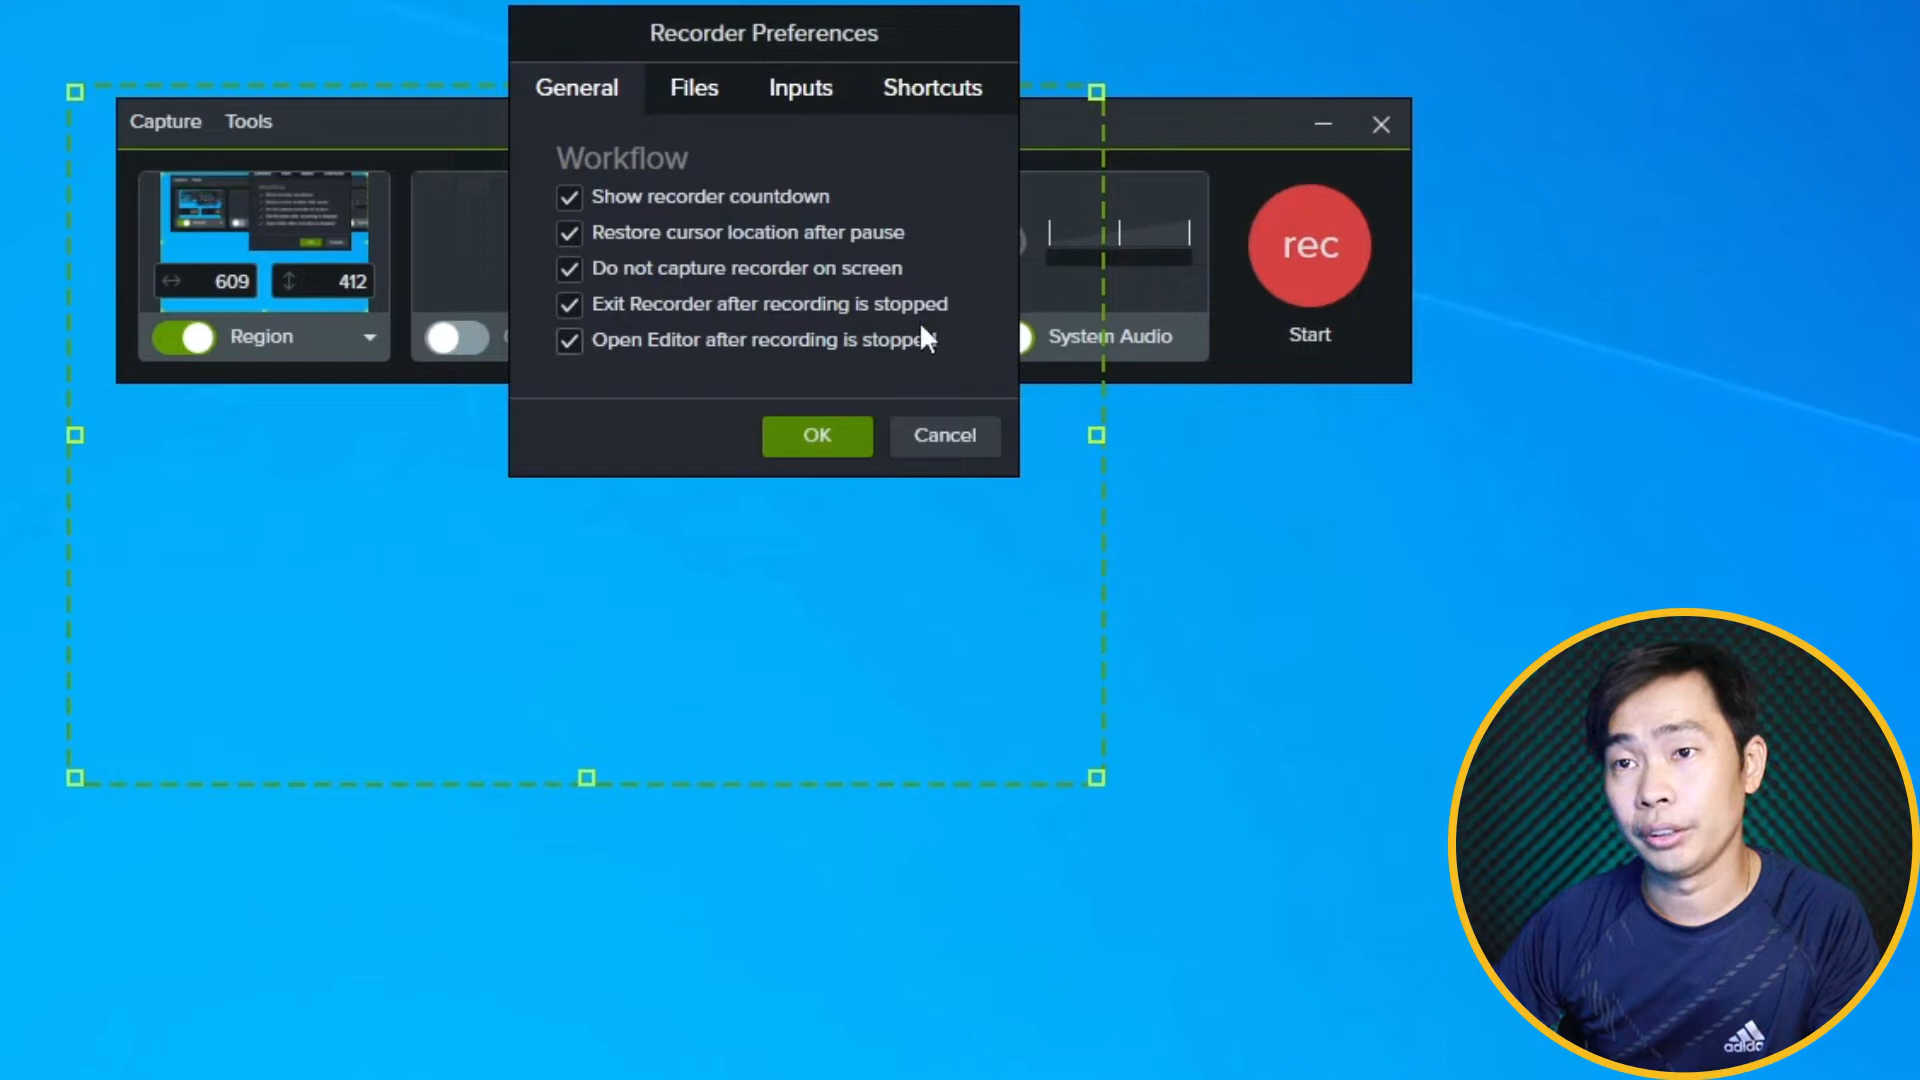 Recorder Preferences
General Files Inputs Shortcuts
Capture Tools
Workflow
Show recorder countdown
Restore cursor location after pause
Do not capture recorder on screen
Exit Recorder after recording is stopped
Open Editor after recording is
609 412
Region
System Audio
rec
Start
OK Cancel
adidas